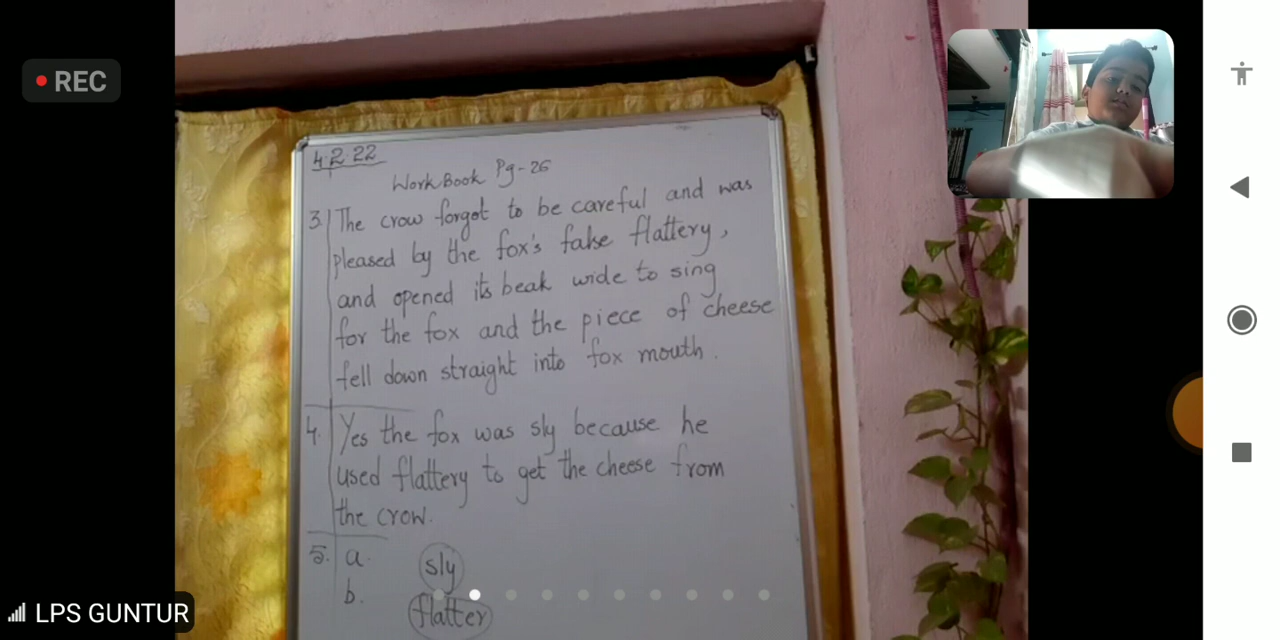 REC
4.2.22
WorkBook Pg-26
3. The crow forgot to be careful and was
pleased by the fox's fake flattery,
and opened its beak wide to sing
for the fox and the piece of cheese
fell down straight into fox mouth.
4. Yes the fox was sly because he
used flattery to get the cheese from
the crow.
5. a. sly
b. flatter
LPS GUNTUR